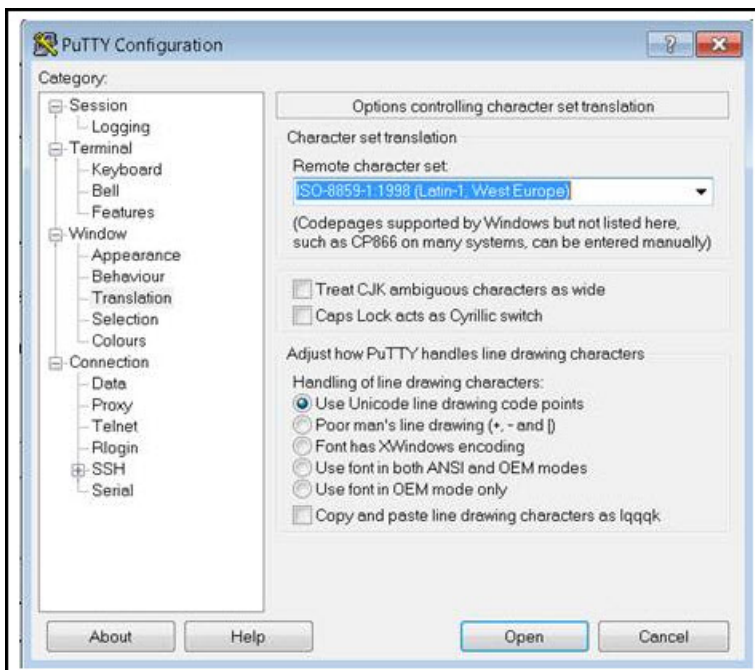 PuTTY Configuration
Category:
Session
Logging
Terminal
Keyboard
Bell
Features
Window
Appearance
Behaviour
Translation
Selection
Colours
Connection
Data
Proxy
Telnet
Rlogin
SSH
Serial
Options controlling character set translation
Character set translation
Remote character set:
ISO-8859-1:1998 (Latin-1, West Europe)
(Codepages supported by Windows but not listed here,
such as CP866 on many systems, can be entered manually)
Treat CJK ambiguous characters as wide
Caps Lock acts as Cyrillic switch
Adjust how PuTTY handles line drawing characters
Handling of line drawing characters:
Use Unicode line drawing code points
Poor man's line drawing (+, - and |)
Font has XWindows encoding
Use font in both ANSI and OEM modes
Use font in OEM mode only
Copy and paste line drawing characters as lqqqk
About
Help
Open
Cancel